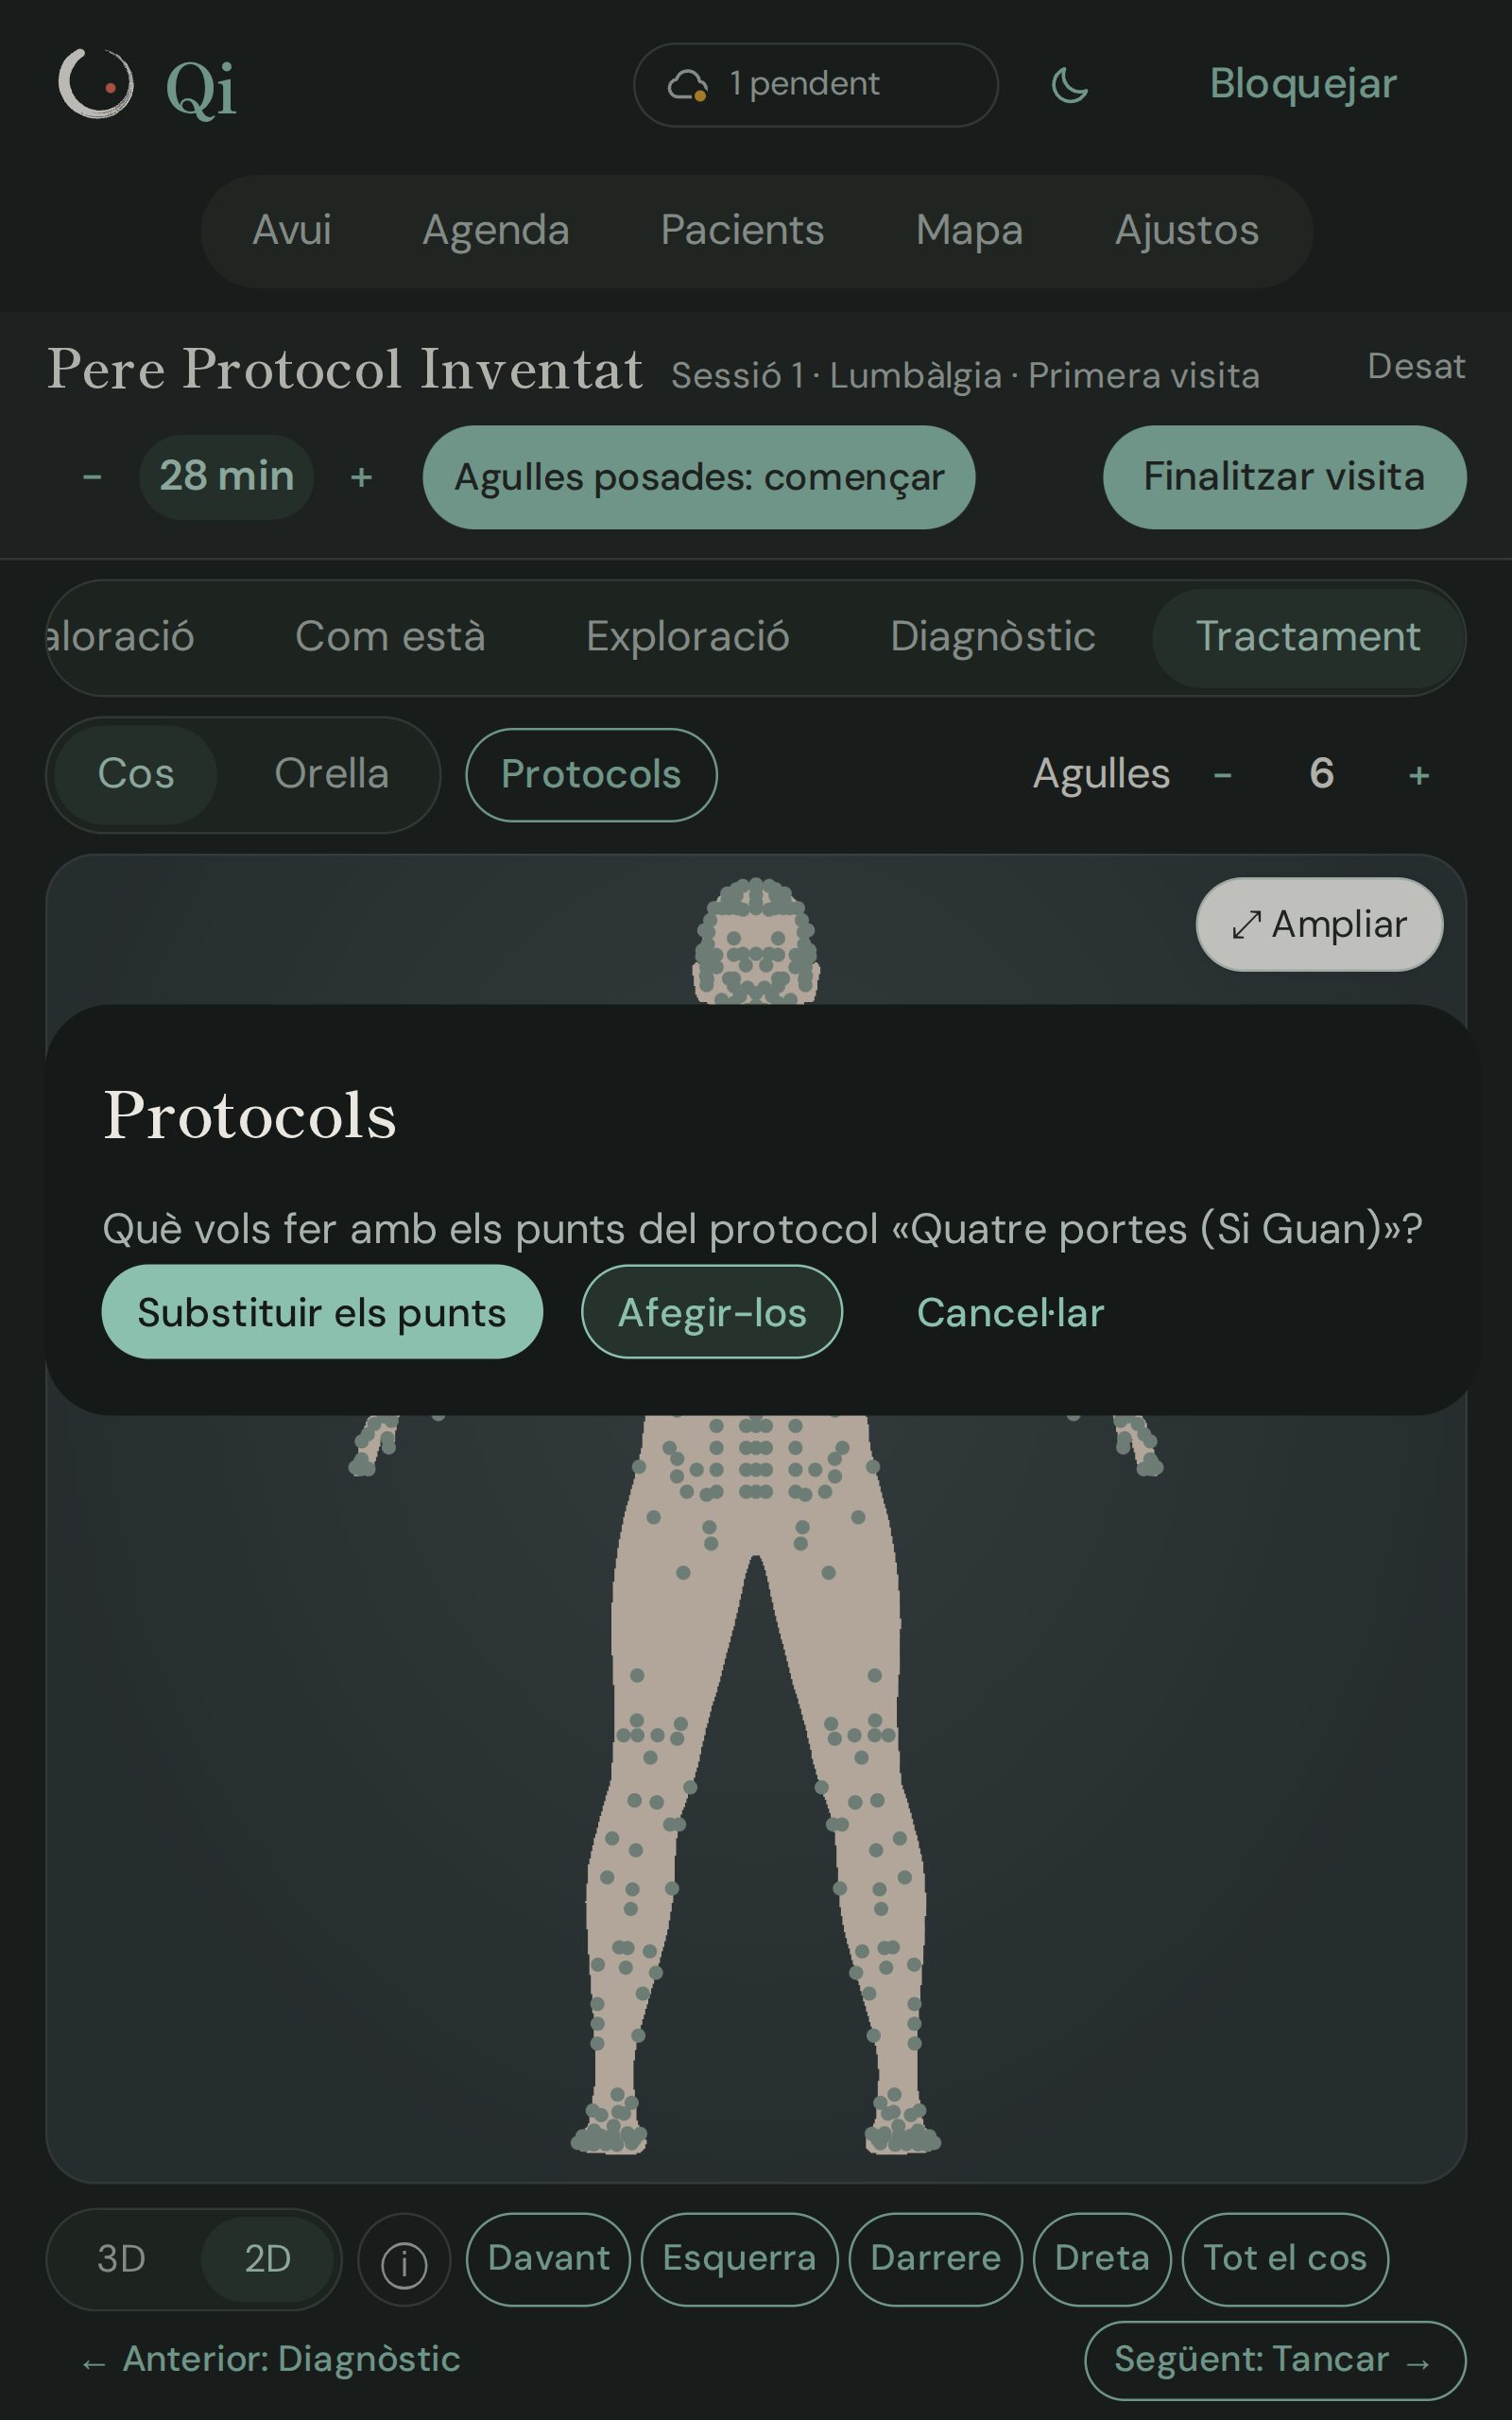 Qi
1 pendent
Bloquejar
Avui Agenda Pacients Mapa Ajustos
Pere Protocol Inventat Sessió 1 · Lumbàlgia · Primera visita Desat
− 28 min + Agulles posades: començar Finalitzar visita
aloració Com està Exploració Diagnòstic Tractament
Cos Orella Protocols Agulles − 6 +
⤢ Ampliar
Protocols
Què vols fer amb els punts del protocol «Quatre portes (Si Guan)»?
Substituir els punts Afegir-los Cancel·lar
3D 2D i Davant Esquerra Darrere Dreta Tot el cos
← Anterior: Diagnòstic Següent: Tancar →